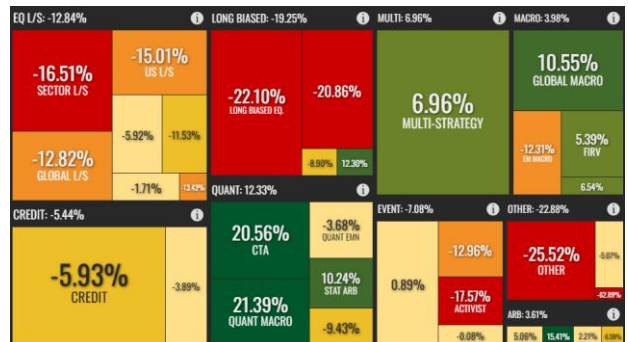 EQ L/S: -12.84%
-16.51%
SECTOR L/S
-15.01%
US L/S
-12.82%
GLOBAL L/S
-5.92%
-11.53%
-1.71%
-13.43%
LONG BIASED: -19.25%
-22.10%
LONG BIASED EQ.
-20.86%
-8.90%
12.30%
MULTI: 6.96%
6.96%
MULTI-STRATEGY
MACRO: 3.98%
10.55%
GLOBAL MACRO
-12.31%
EM MACRO
5.39%
FIRV
6.54%
CREDIT: -5.44%
-5.93%
CREDIT
-3.89%
QUANT: 12.33%
20.56%
CTA
21.39%
QUANT MACRO
-3.68%
QUANT EMN
10.24%
STAT ARB
-9.43%
EVENT: -7.08%
0.89%
-12.96%
-17.57%
ACTIVIST
-0.08%
OTHER: -22.88%
-25.52%
OTHER
-5.07%
-62.89%
ARB: 3.61%
5.06%
15.41%
2.21%